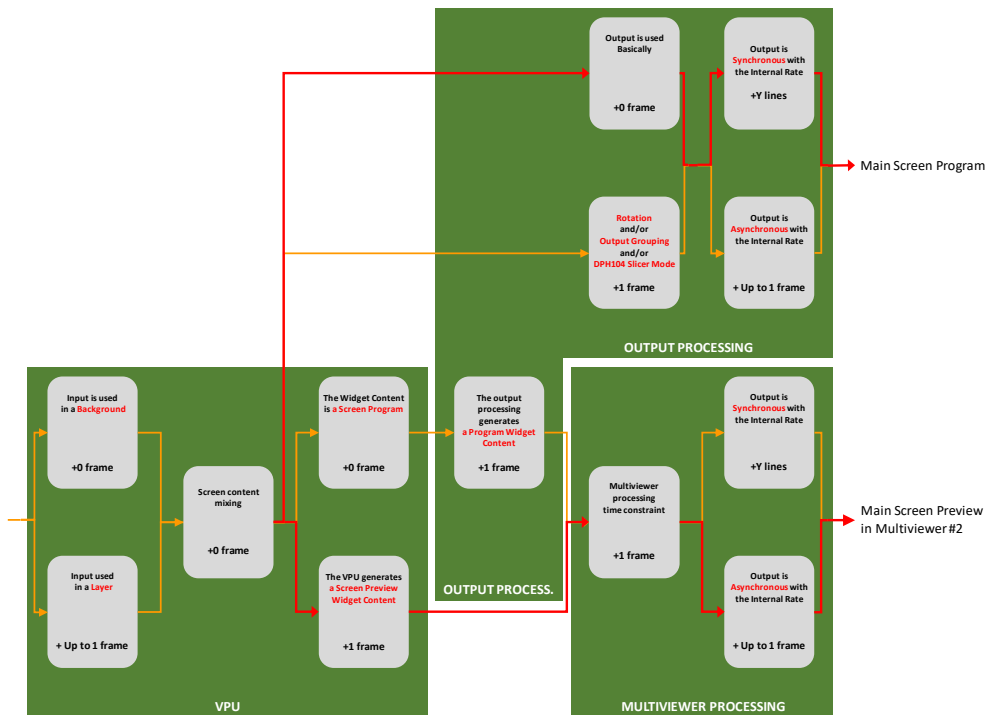 Output is used
Basically
+0 frame
Output is
Synchronous with
the Internal Rate
+Y lines
Main Screen Program
Rotation
and/or
Output Grouping
and/or
DPH104 Slicer Mode
+1 frame
Output is
Asynchronous with
the Internal Rate
+ Up to 1 frame
OUTPUT PROCESSING
Input is used
in a Background
+0 frame
The Widget Content
is a Screen Program
+0 frame
The output
processing
generates
a Program Widget
Content
+1 frame
Output is
Synchronous with
the Internal Rate
+Y lines
Screen content
mixing
+0 frame
Multiviewer
processing
time constraint
+1 frame
Main Screen Preview
in Multiviewer #2
Input used
in a Layer
+ Up to 1 frame
The VPU generates
a Screen Preview
Widget Content
+1 frame
OUTPUT PROCESS.
Output is
Asynchronous with
the Internal Rate
+ Up to 1 frame
VPU
MULTIVIEWER PROCESSING